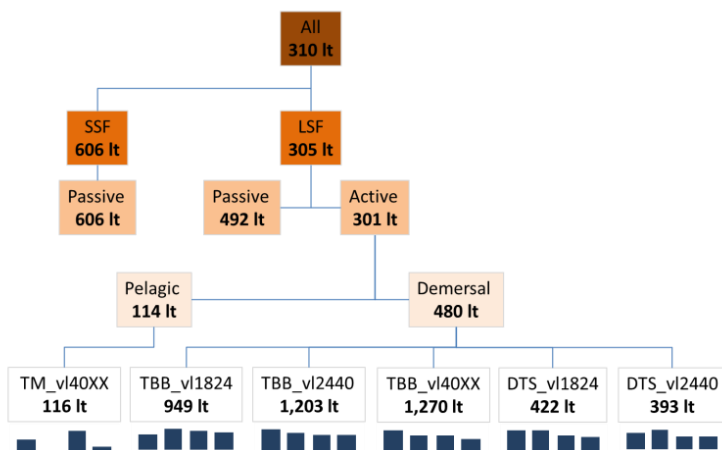 All
310 lt
SSF
606 lt
LSF
305 lt
Passive
606 lt
Passive
492 lt
Active
301 lt
Pelagic
114 lt
Demersal
480 lt
TM_vl40XX
116 lt
TBB_vl1824
949 lt
TBB_vl2440
1,203 lt
TBB_vl40XX
1,270 lt
DTS_vl1824
422 lt
DTS_vl2440
393 lt